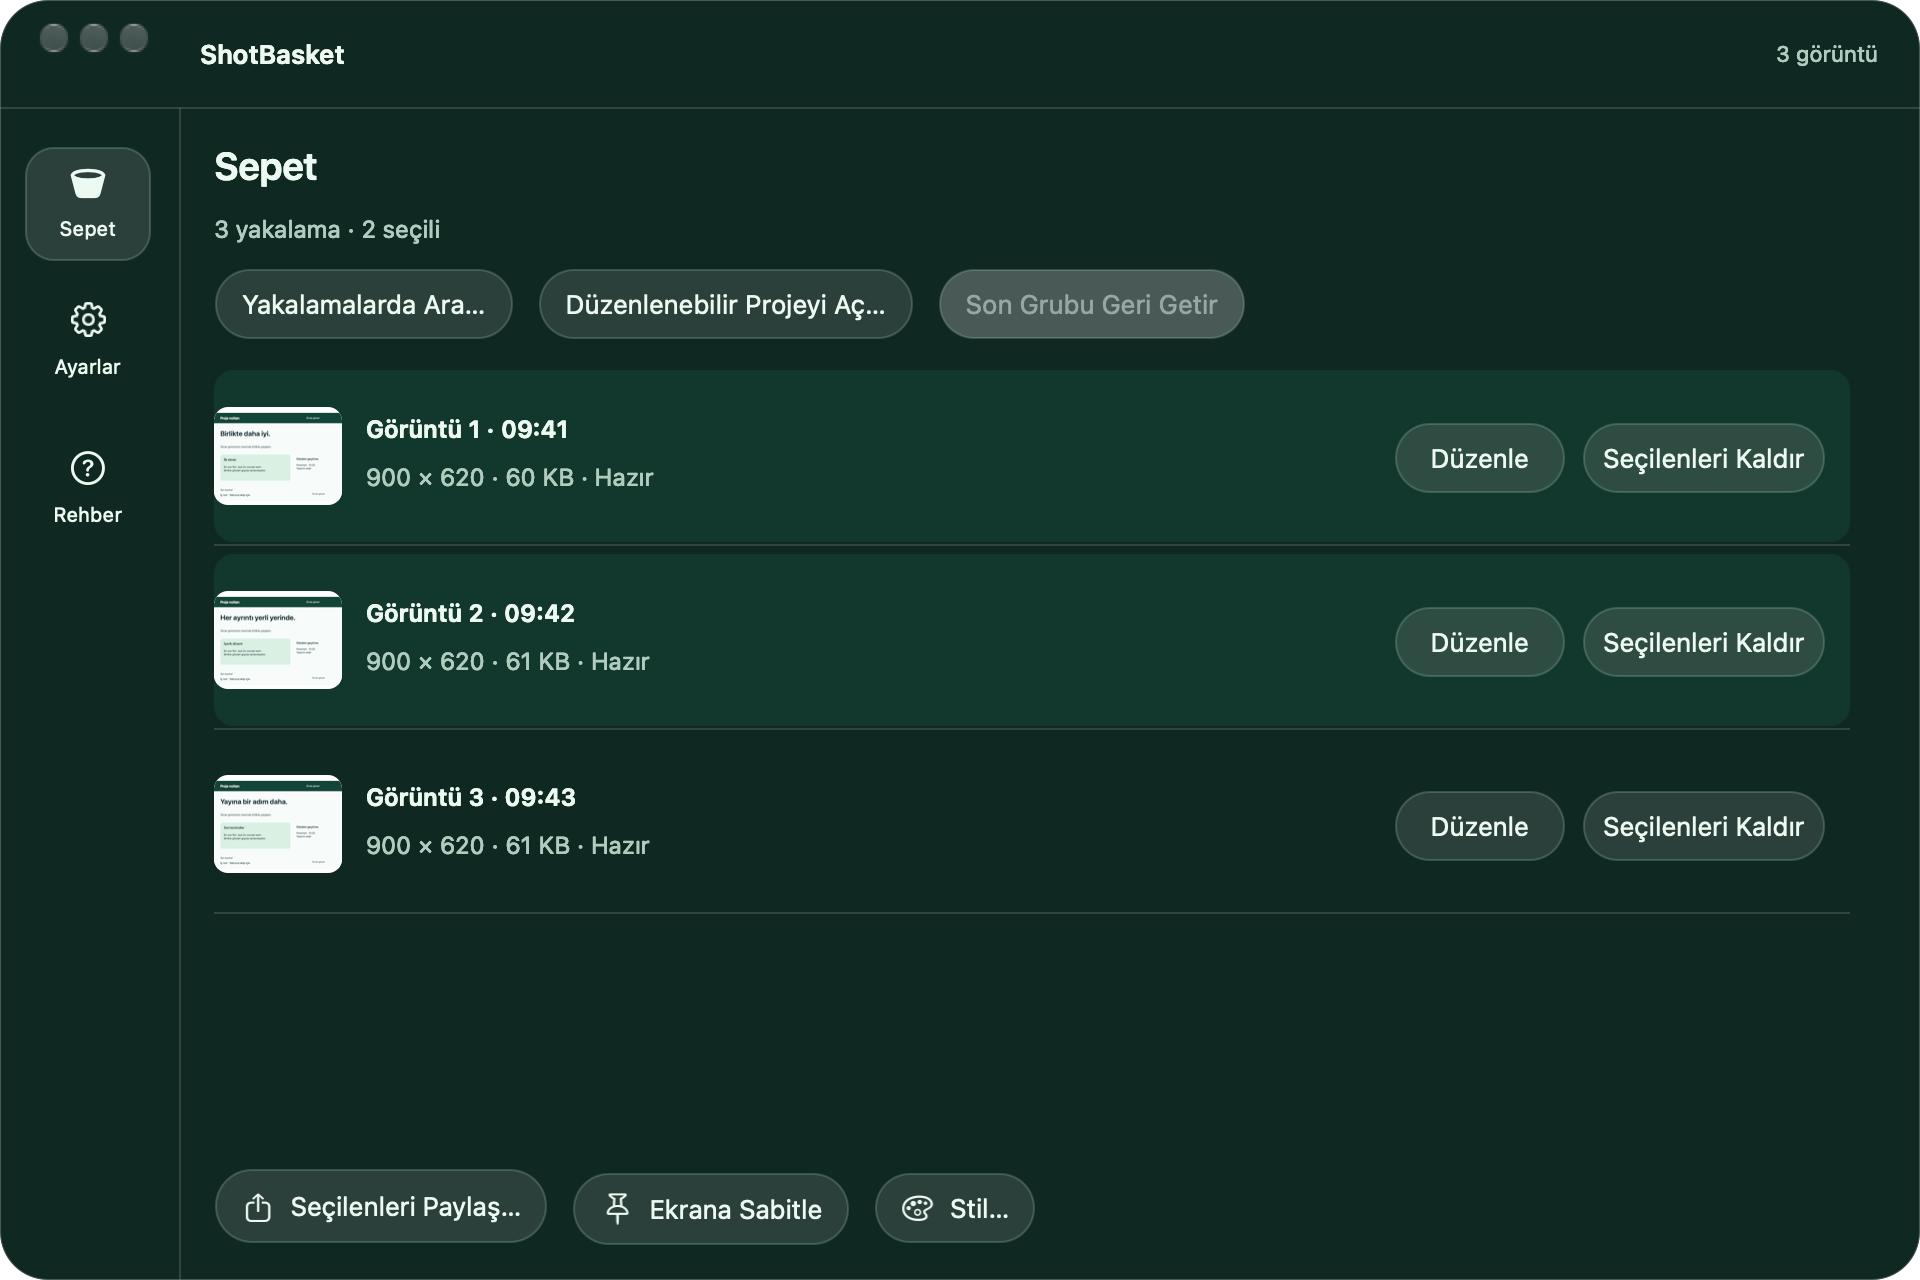 ShotBasket
3 görüntü
Sepet
Ayarlar
Rehber
Sepet
3 yakalama · 2 seçili
Yakalamalarda Ara...
Düzenlenebilir Projeyi Aç...
Son Grubu Geri Getir
Birlikte daha iyi.
Görüntü 1 · 09:41
900 × 620 · 60 KB · Hazır
Düzenle
Seçilenleri Kaldır
Her ayrıntı yerli yerinde.
Görüntü 2 · 09:42
900 × 620 · 61 KB · Hazır
Düzenle
Seçilenleri Kaldır
Yayına bir adım daha.
Görüntü 3 · 09:43
900 × 620 · 61 KB · Hazır
Düzenle
Seçilenleri Kaldır
Seçilenleri Paylaş...
Ekrana Sabitle
Stil...